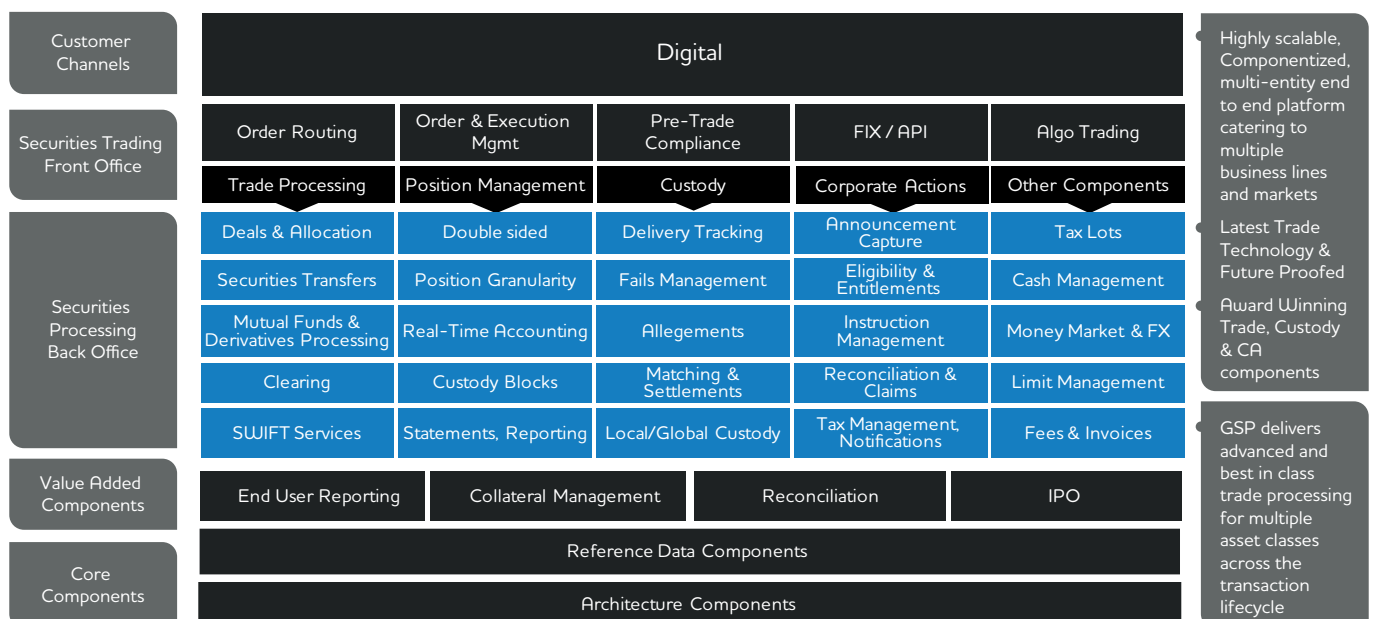 Customer
Channels
Digital
Securities Trading
Front Office
Order Routing
Order & Execution
Mgmt
Pre-Trade
Compliance
FIX / API
Algo Trading
Trade Processing
Position Management
Custody
Corporate Actions
Other Components
Securities
Processing
Back Office
Deals & Allocation
Double sided
Delivery Tracking
Announcement
Capture
Tax Lots
Securities Transfers
Position Granularity
Fails Management
Eligibility &
Entitlements
Cash Management
Mutual Funds &
Derivatives Processing
Real-Time Accounting
Allegements
Instruction
Management
Money Market & FX
Clearing
Custody Blocks
Matching &
Settlements
Reconciliation &
Claims
Limit Management
SWIFT Services
Statements, Reporting
Local/Global Custody
Tax Management,
Notifications
Fees & Invoices
Value Added
Components
End User Reporting
Collateral Management
Reconciliation
IPO
Core
Components
Reference Data Components
Architecture Components
Highly scalable,
Componentized,
multi-entity end
to end platform
catering to
multiple
business lines
and markets
Latest Trade
Technology &
Future Proofed
Award Winning
Trade, Custody
& CA
components
GSP delivers
advanced and
best in class
trade processing
for multiple
asset classes
across the
transaction
lifecycle